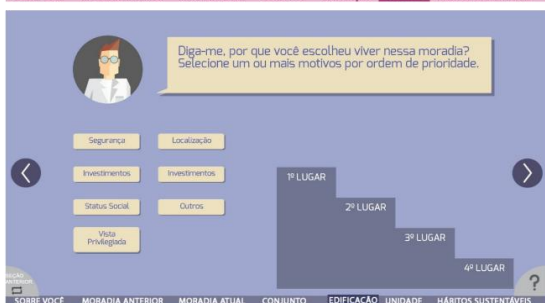 Diga-me, por que você escolheu viver nessa moradia?
Selecione um ou mais motivos por ordem de prioridade.
Segurança
Localização
Investimentos
Investimentos
Status Social
Outros
Vista
Privilegiada
1º LUGAR
2º LUGAR
3º LUGAR
4º LUGAR
SEÇÃO
ANTERIOR
?
SOBRE VOCÊ
MORADIA ANTERIOR
MORADIA ATUAL
CONJUNTO
EDIFICAÇÃO
UNIDADE
HÁBITOS SUSTENTÁVEIS